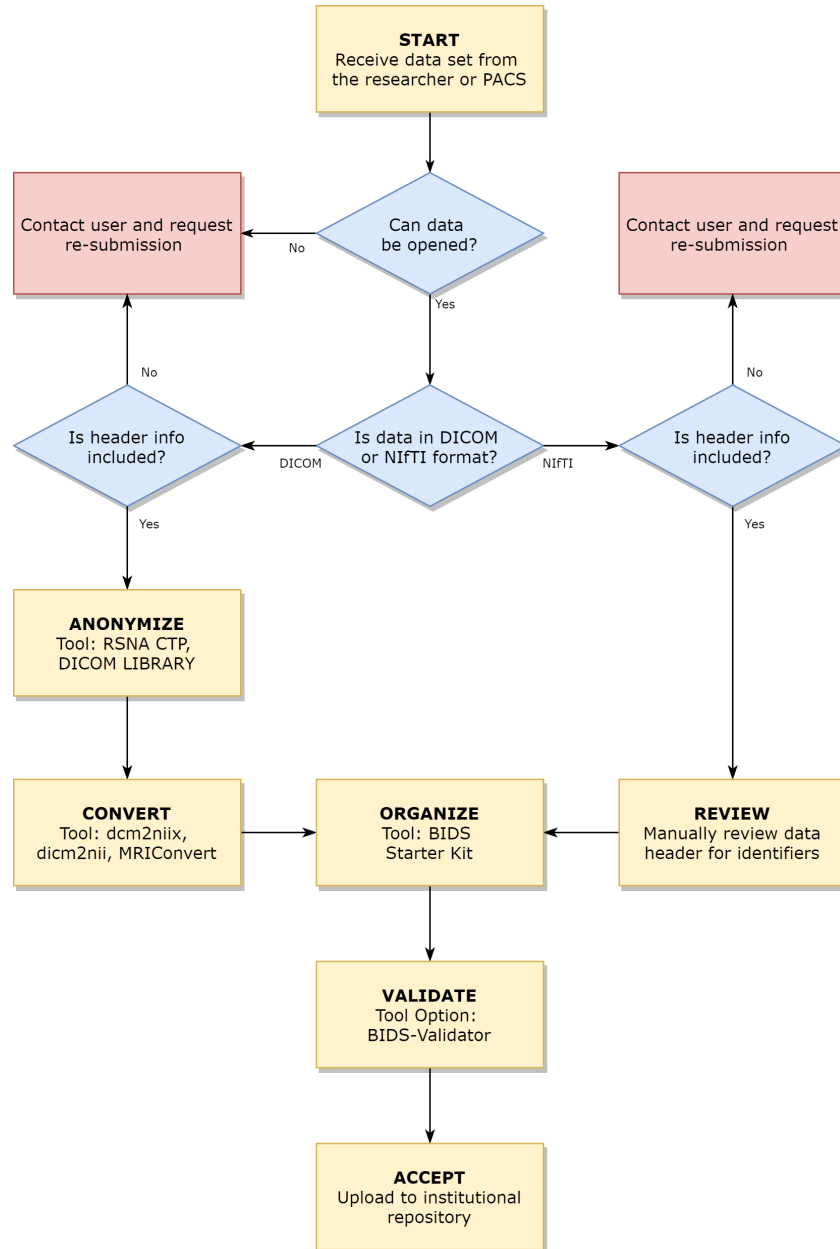 START
Receive data set from
the researcher or PACS
Contact user and request
re-submission
Can data
be opened?
Contact user and request
re-submission
No
Yes
No
No
Is header info
included?
Is data in DICOM
or NIfTI format?
Is header info
included?
DICOM
NIfTI
Yes
Yes
ANONYMIZE
Tool: RSNA CTP,
DICOM LIBRARY
CONVERT
Tool: dcm2niix,
dicm2nii, MRIConvert
ORGANIZE
Tool: BIDS
Starter Kit
REVIEW
Manually review data
header for identifiers
VALIDATE
Tool Option:
BIDS-Validator
ACCEPT
Upload to institutional
repository